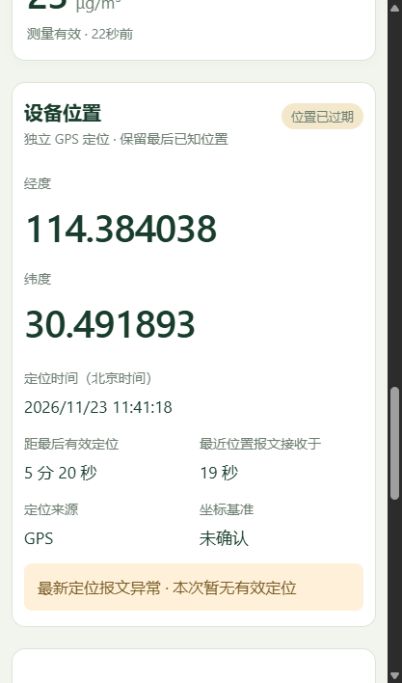 25 μg/m³
测量有效 · 22秒前
设备位置
位置已过期
独立 GPS 定位 · 保留最后已知位置
经度
114.384038
纬度
30.491893
定位时间（北京时间）
2026/11/23 11:41:18
距最后有效定位
最近位置报文接收于
5 分 20 秒
19 秒
定位来源
坐标基准
GPS
未确认
最新定位报文异常 · 本次暂无有效定位